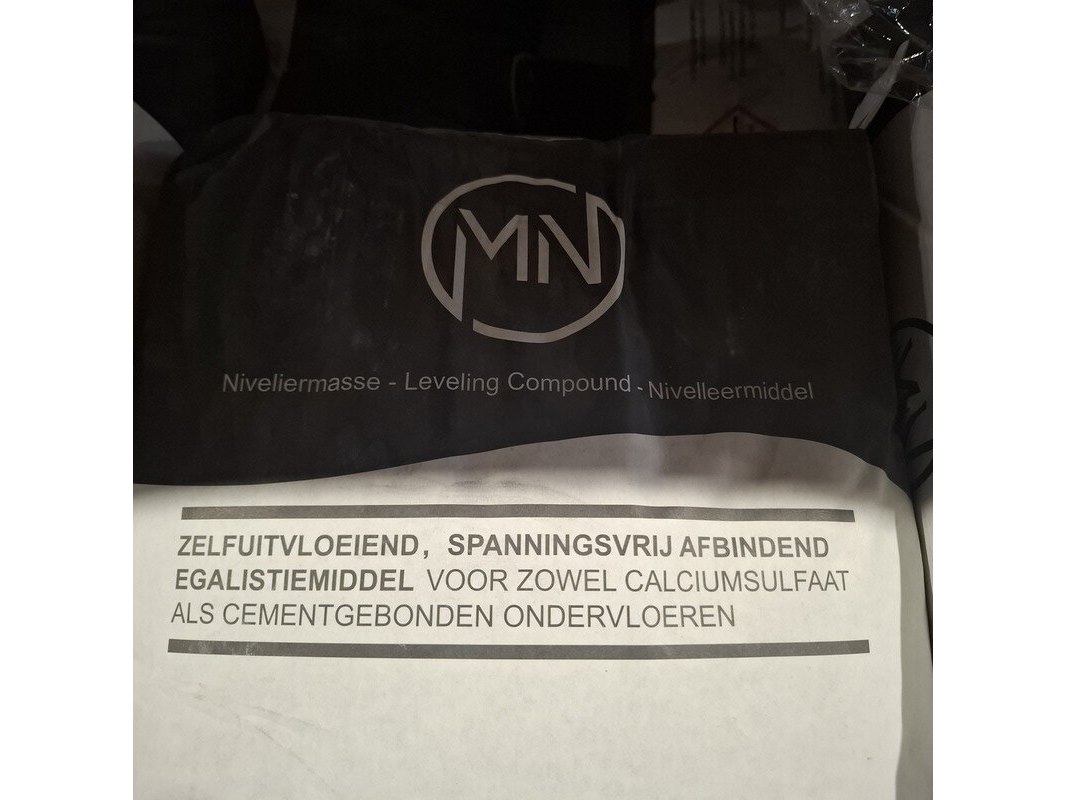 MN
Niveliermasse - Leveling Compound - Nivelleermiddel
ZELFUITVLOEIEND, SPANNINGSVRIJ AFBINDEND
EGALISTIEMIDDEL VOOR ZOWEL CALCIUMSULFAAT
ALS CEMENTGEBONDEN ONDERVLOEREN